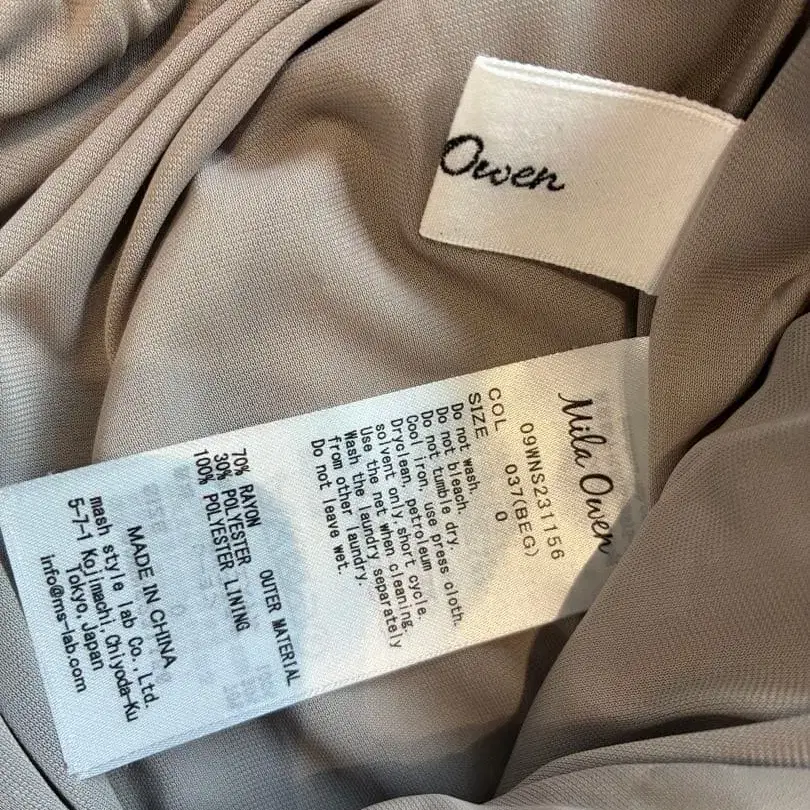 Owen
Mila Owen
09WNS231156
COL 037(BEG)
SIZE 0
Do not wash.
Do not bleach.
Do not tumble dry.
Cool iron, use press cloth.
Dryclean, petroleum
solvent only, short cycle.
Use the net when cleaning.
Wash the laundry separately
from other laundry.
Do not leave wet.
OUTER MATERIAL
70% RAYON
30% POLYESTER
100% POLYESTER LINING
MADE IN CHINA
mash style lab Co., Ltd.
5-7-1 Kojimachi, Chiyoda-Ku
Tokyo, Japan
info@ms-lab.com